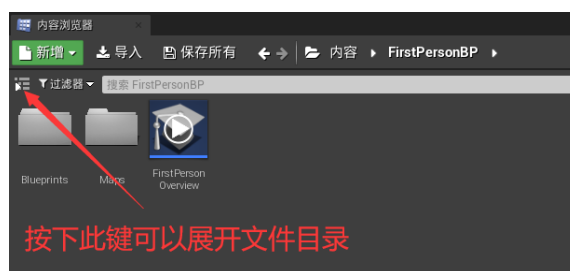 内容浏览器
新增 导入 保存所有 内容 FirstPersonBP
过滤器 搜索 FirstPersonBP
Blueprints Maps FirstPerson
Overview
按下此键可以展开文件目录